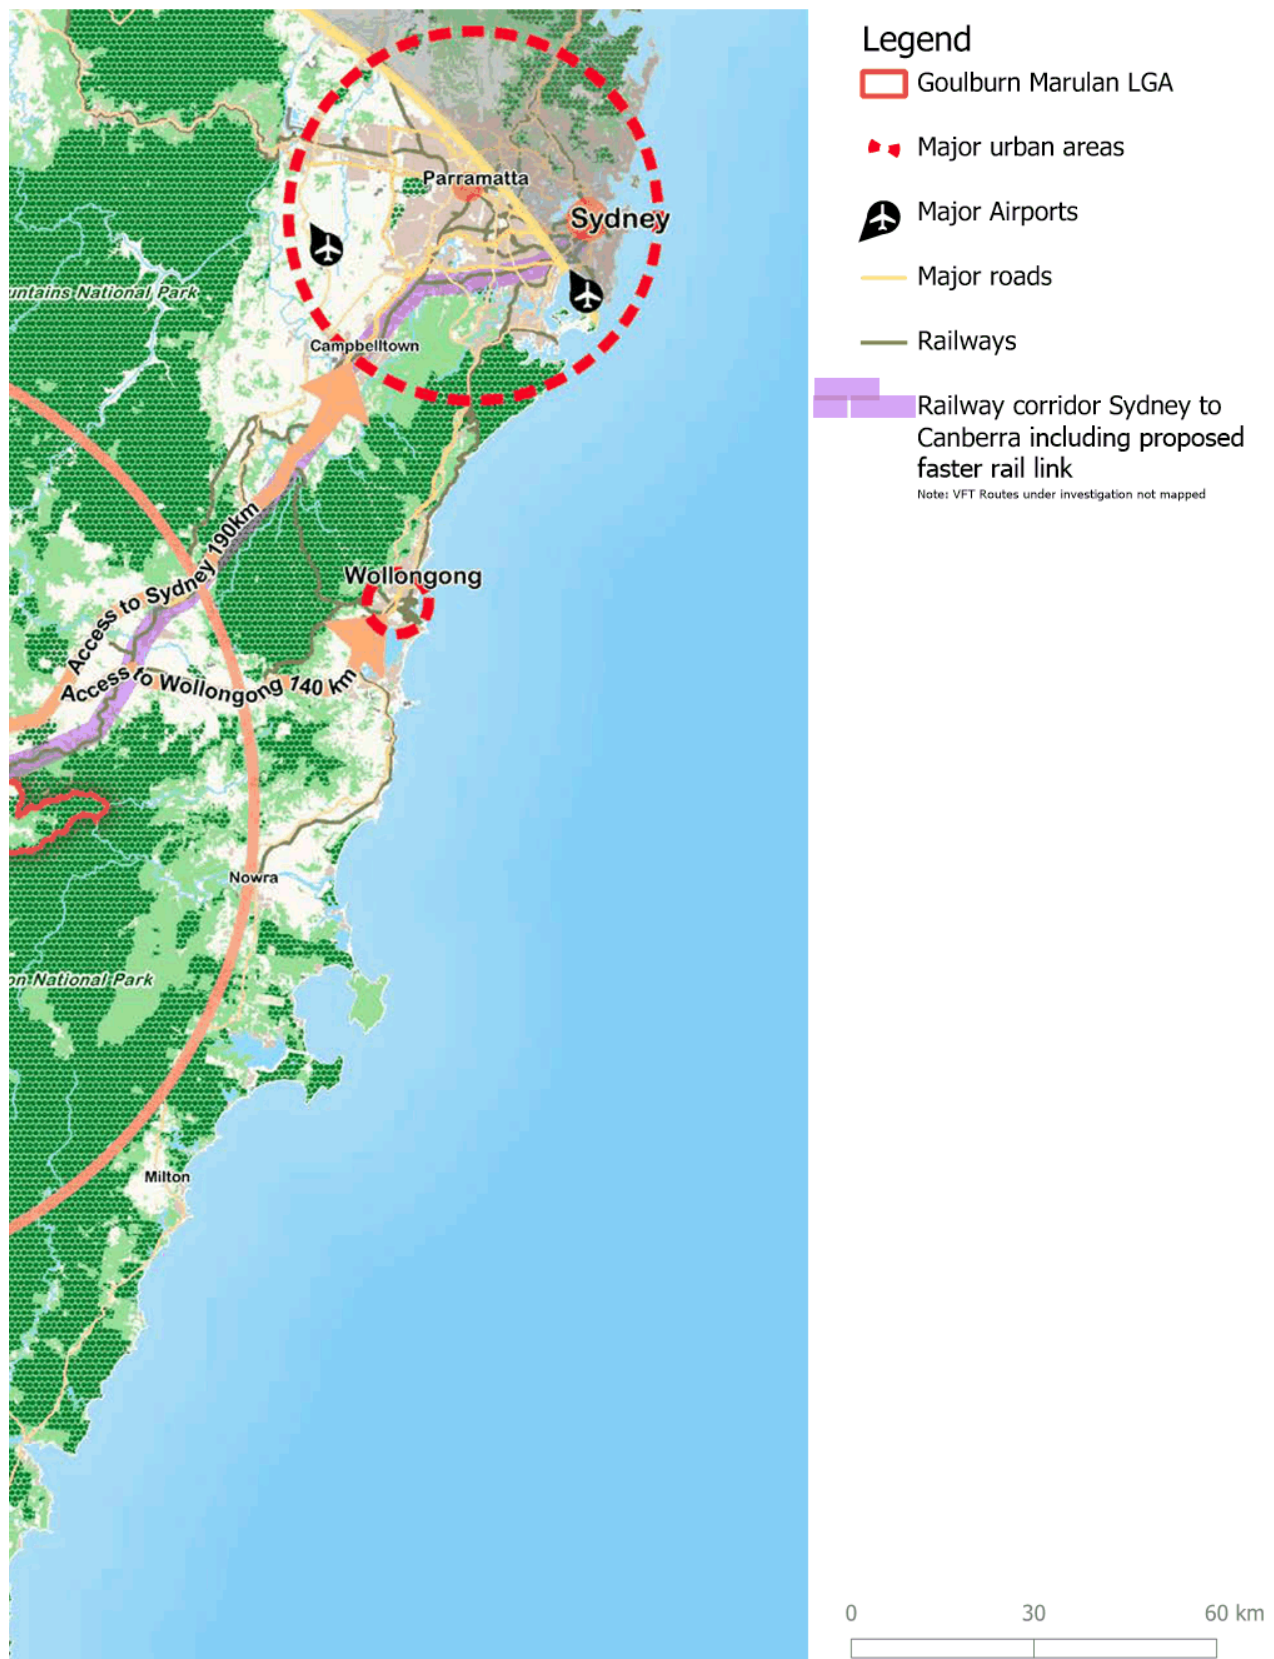 Parramatta
Sydney
untains National Park
Campbelltown
Access to Sydney 190km
Wollongong
Access to Wollongong 140 km
Nowra
on National Park
Milton
Legend
Goulburn Marulan LGA
Major urban areas
Major Airports
Major roads
Railways
Railway corridor Sydney to
Canberra including proposed
faster rail link
Note: VFT Routes under investigation not mapped
0 30 60 km